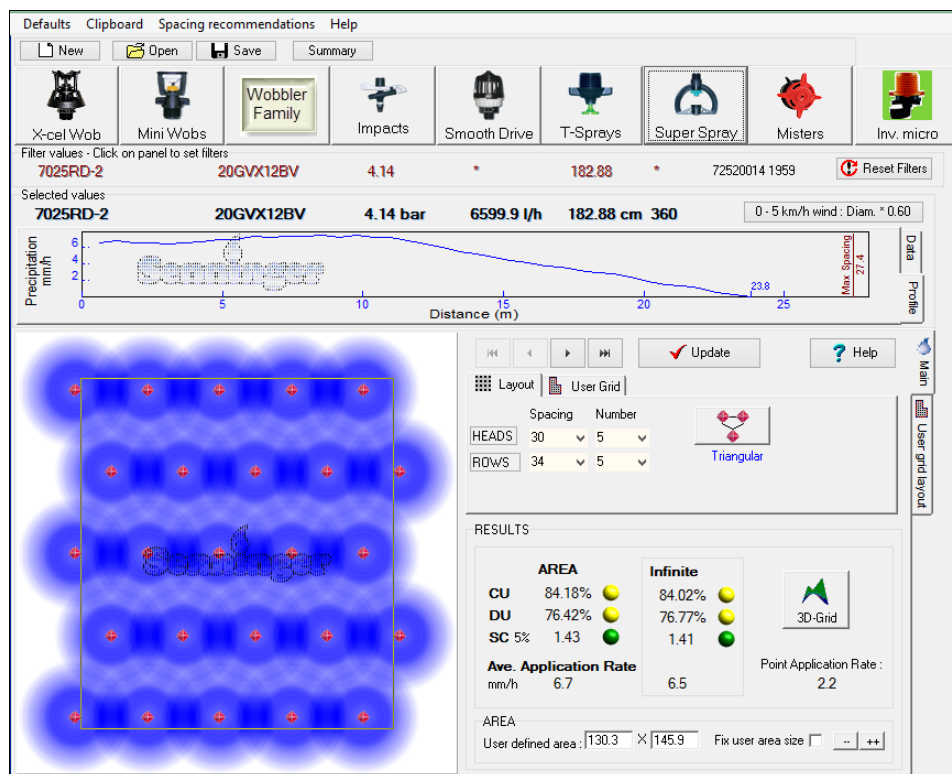 Defaults Clipboard Spacing recommendations Help
New Open Save Summary
X-cel Wob Mini Wobs Wobbler Family Impacts Smooth Drive T-Sprays Super Spray Misters Inv. micro
Filter values - Click on panel to set filters
7025RD-2 20GVX12BV 4.14 * 182.88 * 72520014 1959 Reset Filters
Selected values
7025RD-2 20GVX12BV 4.14 bar 6599.9 l/h 182.88 cm 360 0 - 5 km/h wind : Diam. * 0.60
Precipitation
mm/h
6
4
2
Senninger
23.8
Max Spacing
27.4
0 5 10 15 20 25
Distance (m)
Data
Profile
Update Help
Main
User grid layout
Layout User Grid
Spacing Number
HEADS 30 5
ROWS 34 5
Triangular
Senninger
RESULTS
AREA Infinite
CU 84.18% 84.02%
DU 76.42% 76.77%
SC 5% 1.43 1.41
3D-Grid
Ave. Application Rate
mm/h 6.7 6.5
Point Application Rate :
2.2
AREA
User defined area : 130.3 X 145.9 Fix user area size -- ++